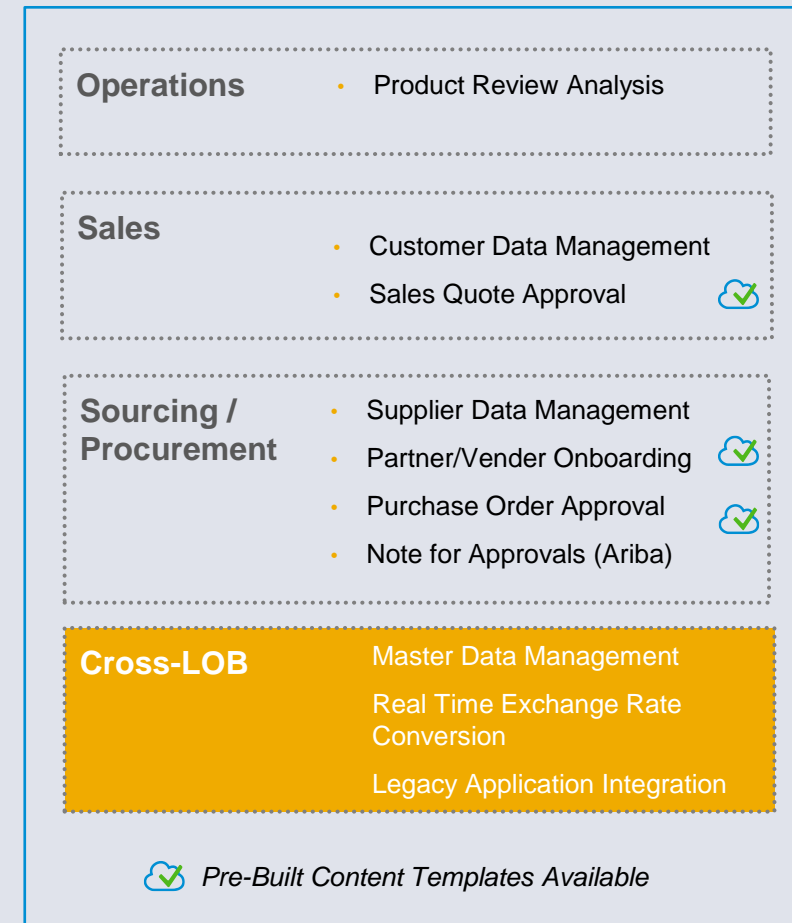 Operations
• Product Review Analysis
Sales
• Customer Data Management
• Sales Quote Approval
Sourcing /
Procurement
• Supplier Data Management
• Partner/Vender Onboarding
• Purchase Order Approval
• Note for Approvals (Ariba)
Cross-LOB
Master Data Management
Real Time Exchange Rate
Conversion
Legacy Application Integration
Pre-Built Content Templates Available